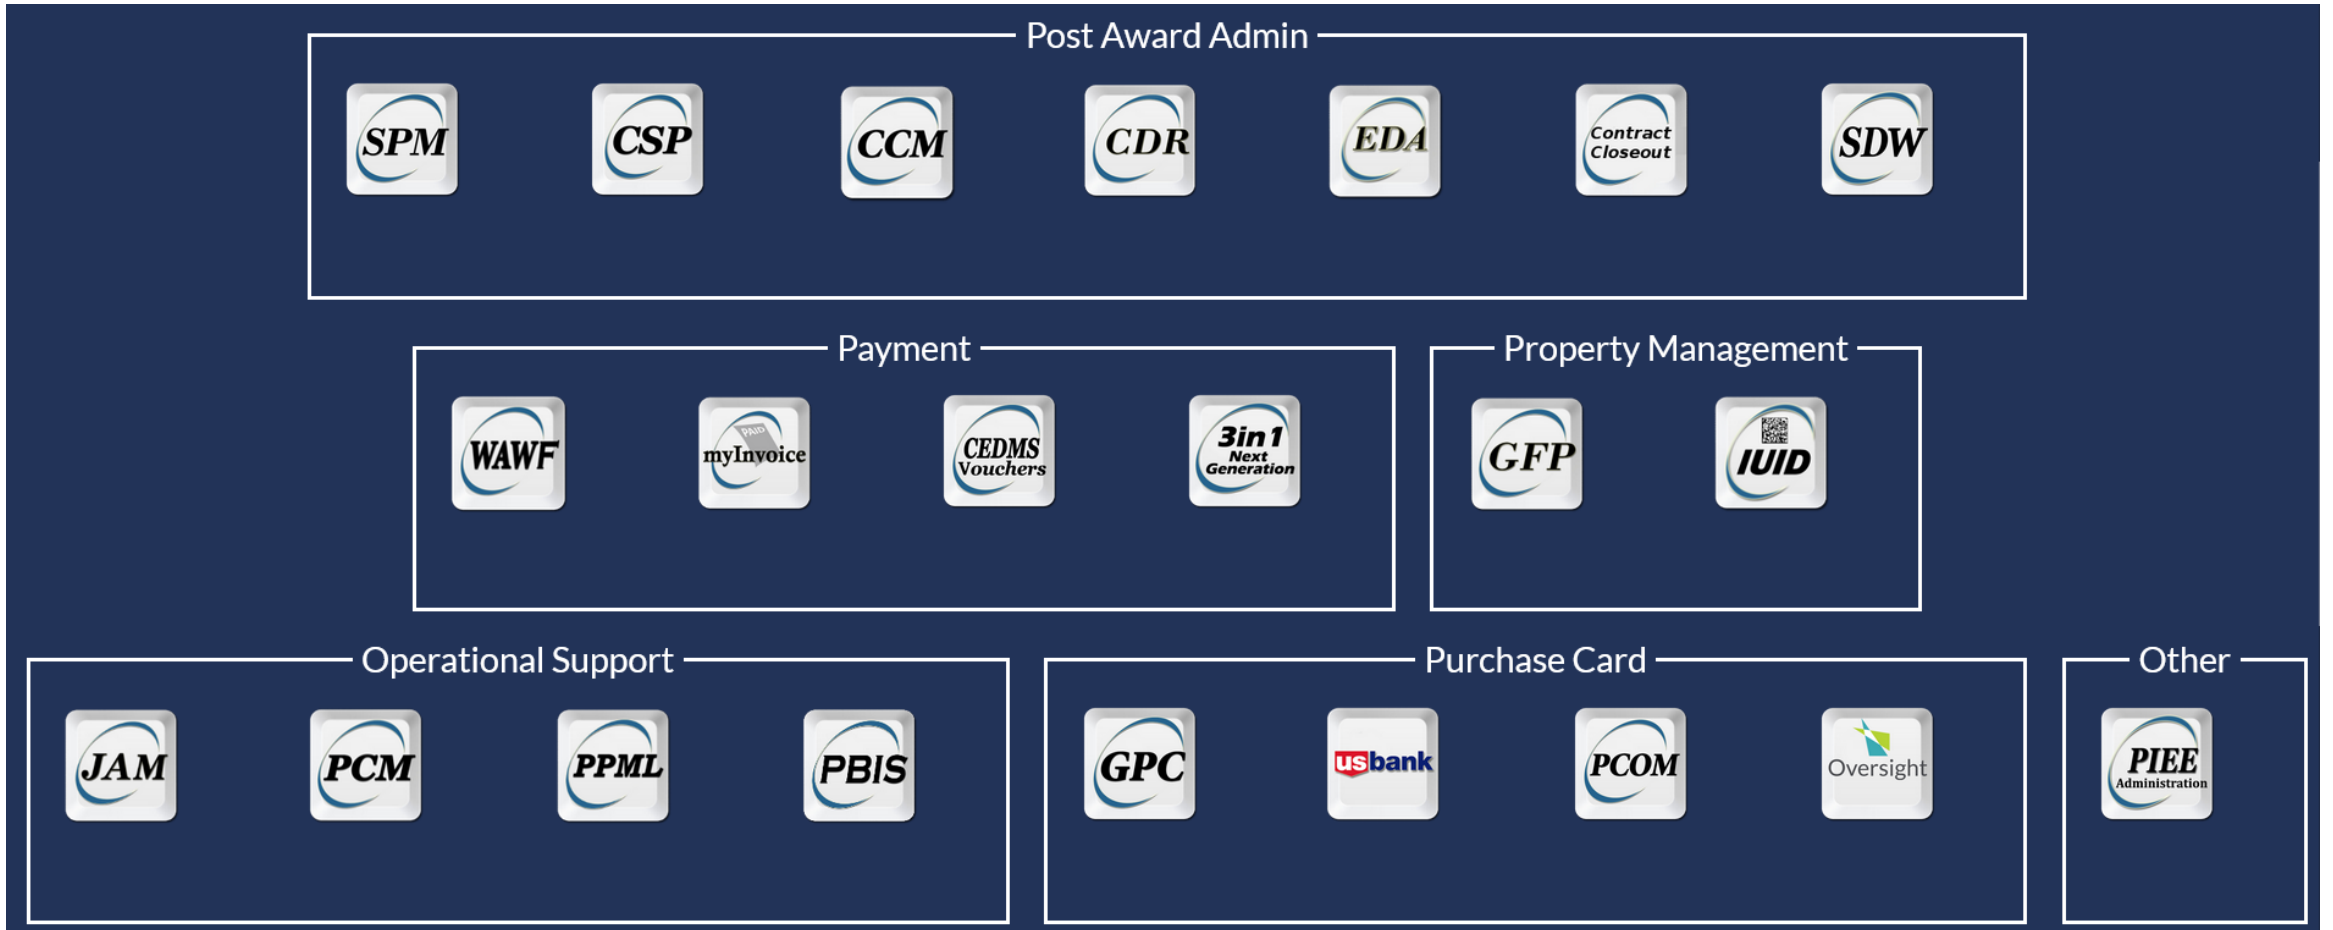 Post Award Admin
SPM
CSP
CCM
CDR
EDA
Contract
Closeout
SDW
Payment
WAWF
PAID
myInvoice
CEDMS
Vouchers
3in1
Next
Generation
Property Management
GFP
IUID
Operational Support
JAM
PCM
PPML
PBIS
Purchase Card
GPC
usbank
PCOM
Oversight
Other
PIEE
Administration